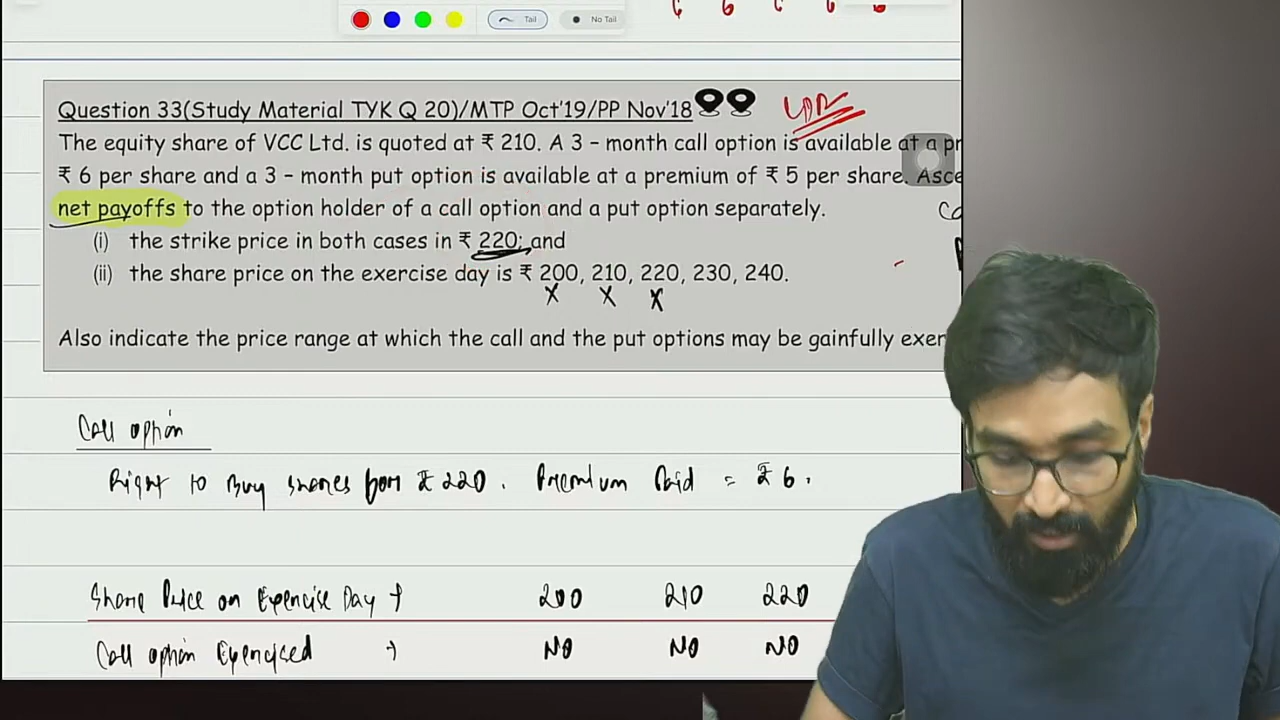 Tail
No Tail
Question 33(Study Material TYK Q 20)/MTP Oct'19/PP Nov'18
The equity share of VCC Ltd. is quoted at ₹ 210. A 3 – month call option is available at a pr
₹ 6 per share and a 3 – month put option is available at a premium of ₹ 5 per share. Asce
net payoffs to the option holder of a call option and a put option separately.
(i) the strike price in both cases in ₹ 220; and
(ii) the share price on the exercise day is ₹ 200, 210, 220, 230, 240.
X X X
Also indicate the price range at which the call and the put options may be gainfully exer
Call option
Right to Buy shares for ₹ 220. Premium Paid = ₹ 6.
Share Price on Exercise Day → 200 210 220
Call option Exercised → NO NO NO